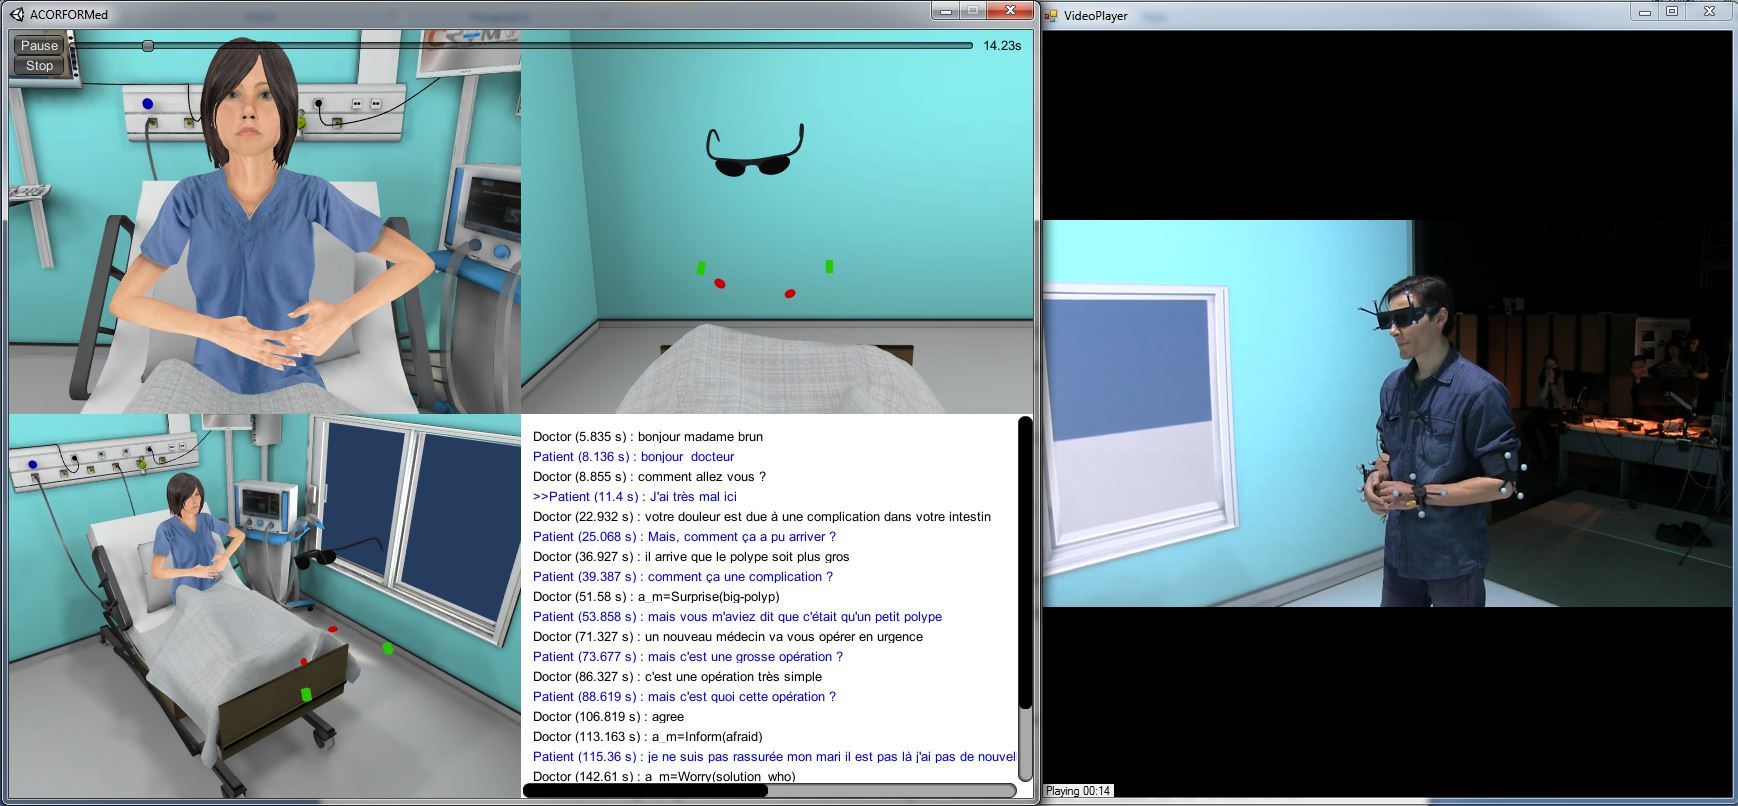 ACORFORMed
VideoPlayer
Pause
Stop
14.23s
Doctor (5.835 s) : bonjour madame brun
Patient (8.136 s) : bonjour  docteur
Doctor (8.855 s) : comment allez vous ?
>>Patient (11.4 s) : J'ai très mal ici
Doctor (22.932 s) : votre douleur est due à une complication dans votre intestin
Patient (25.068 s) : Mais, comment ça a pu arriver ?
Doctor (36.927 s) : il arrive que le polype soit plus gros
Patient (39.387 s) : comment ça une complication ?
Doctor (51.58 s) : a_m=Surprise(big-polyp)
Patient (53.858 s) : mais vous m'aviez dit que c'était qu'un petit polype
Doctor (71.327 s) : un nouveau médecin va vous opérer en urgence
Patient (73.677 s) : mais c'est une grosse opération ?
Doctor (86.327 s) : c'est une opération très simple
Patient (88.619 s) : mais c'est quoi cette opération ?
Doctor (106.819 s) : agree
Doctor (113.163 s) : a_m=Inform(afraid)
Patient (115.36 s) : je ne suis pas rassurée mon mari il est pas là j'ai pas de nouvel
Doctor (142.61 s) : a_m=Worry(solution_who)
Playing 00:14